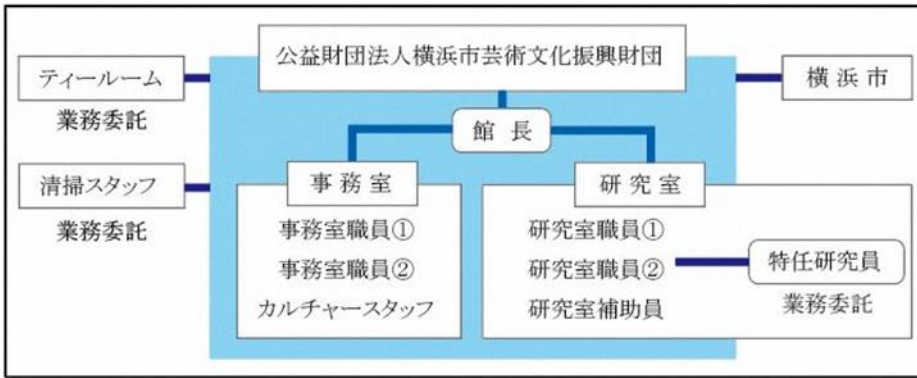 公益財団法人横浜市芸術文化振興財団
ティールーム
業務委託
横浜市
館長
清掃スタッフ
業務委託
事務室
事務室職員①
事務室職員②
カルチャースタッフ
研究室
研究室職員①
研究室職員②
研究室補助員
特任研究員
業務委託